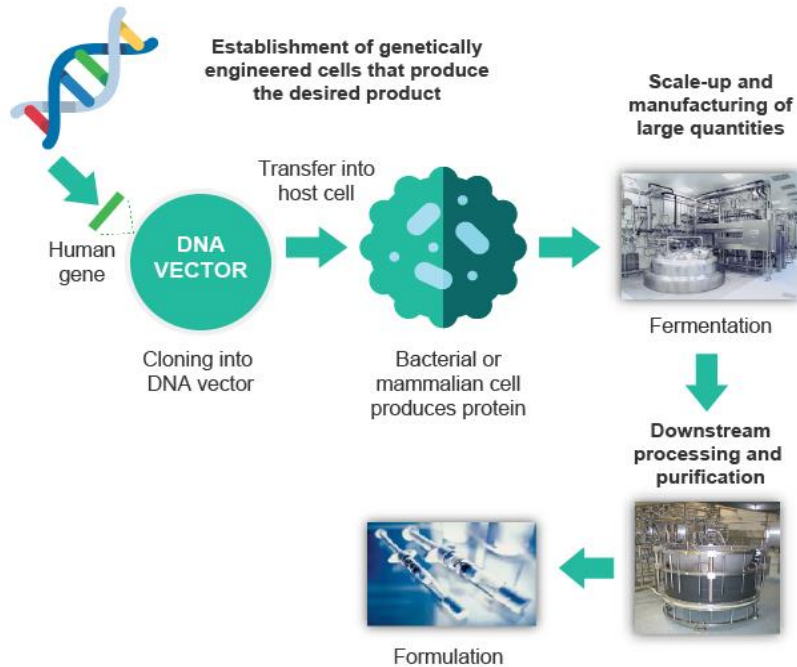 Establishment of genetically
engineered cells that produce
the desired product
Scale-up and
manufacturing of
large quantities
Transfer into
host cell
Human
gene
DNA
VECTOR
Cloning into
DNA vector
Bacterial or
mammalian cell
produces protein
Fermentation
Downstream
processing and
purification
Formulation